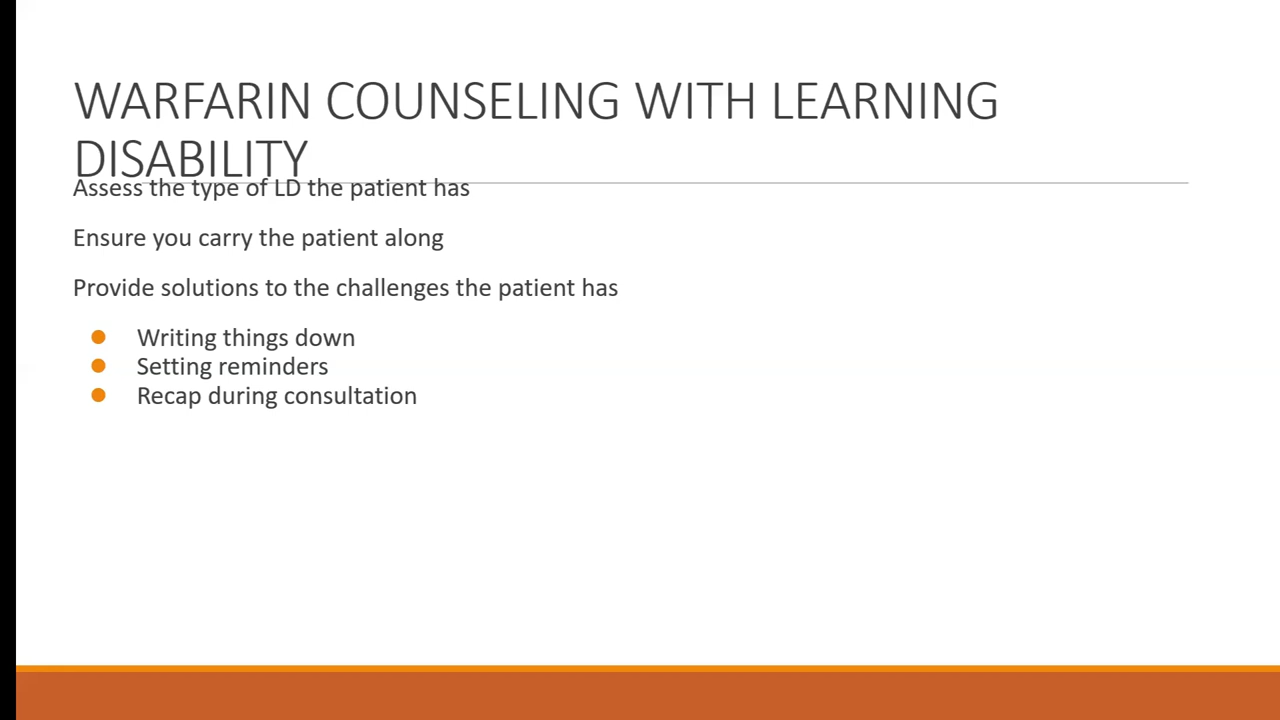 WARFARIN COUNSELING WITH LEARNING
DISABILITY
Assess the type of LD the patient has
Ensure you carry the patient along
Provide solutions to the challenges the patient has
Writing things down
Setting reminders
Recap during consultation